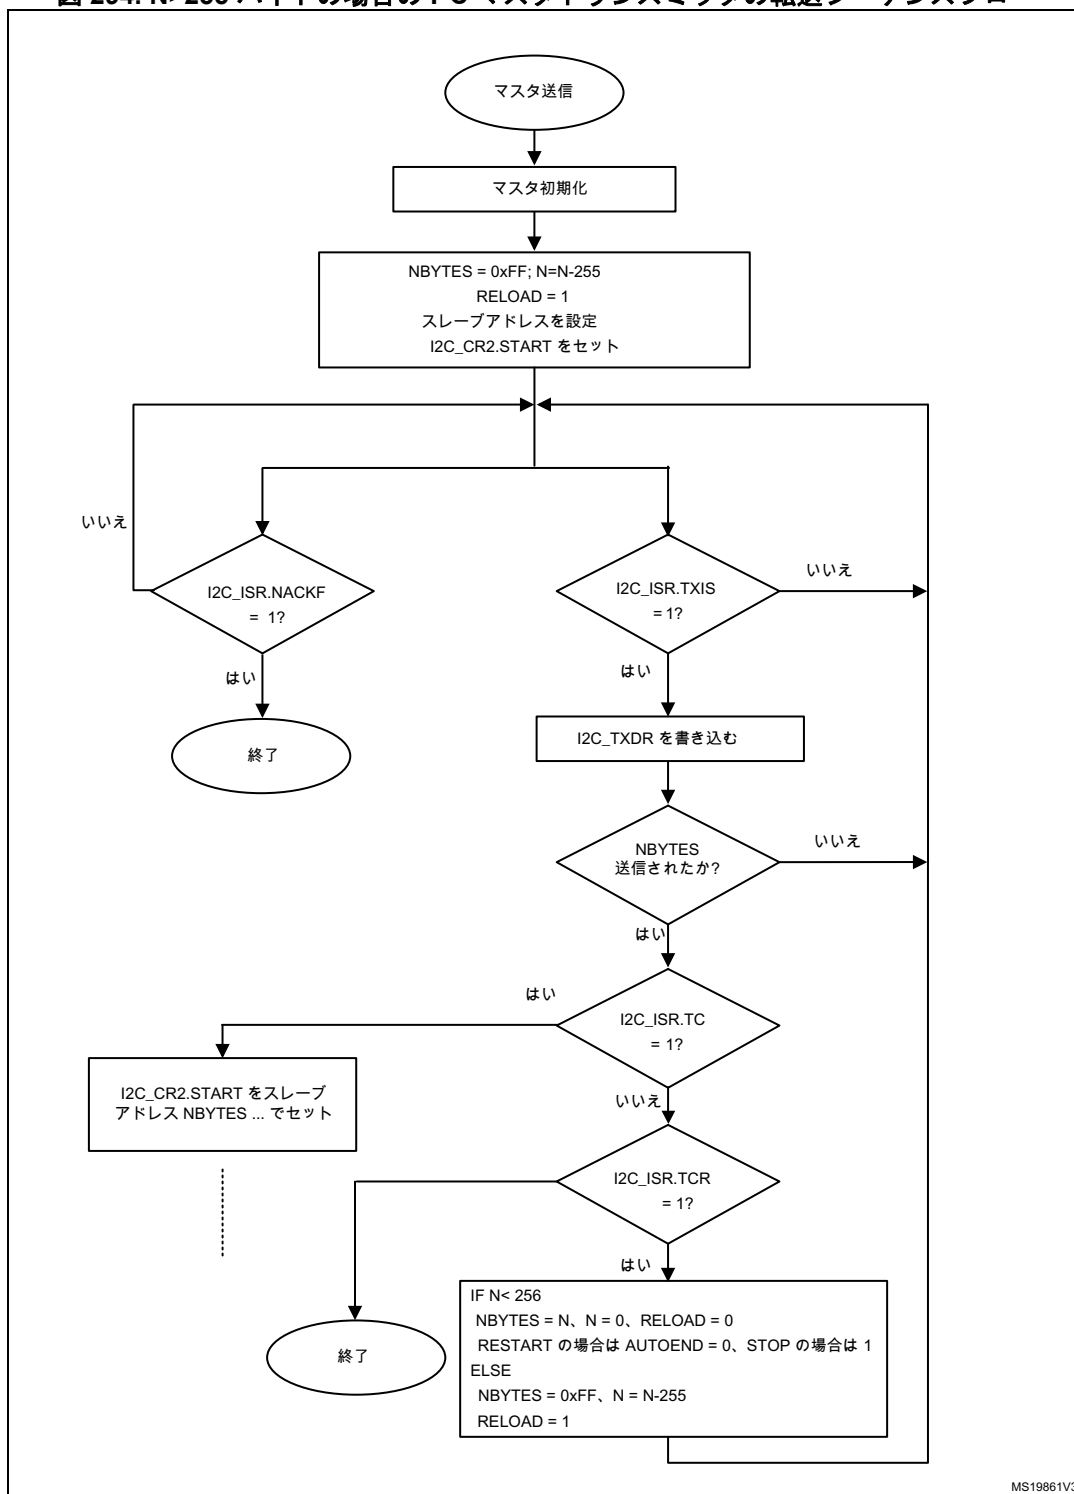 マスタ送信
マスタ初期化
NBYTES = 0xFF; N=N-255
RELOAD = 1
スレーブアドレスを設定
I2C_CR2.START をセット
いいえ
I2C_ISR.NACKF
= 1?
はい
終了
I2C_ISR.TXIS
= 1?
いいえ
はい
I2C_TXDR を書き込む
NBYTES
送信されたか?
いいえ
はい
I2C_ISR.TC
= 1?
はい
I2C_CR2.START をスレーブ
アドレス NBYTES ... でセット
いいえ
I2C_ISR.TCR
= 1?
終了
はい
IF N< 256
NBYTES = N、N = 0、RELOAD = 0
RESTART の場合は AUTOEND = 0、STOP の場合は 1
ELSE
NBYTES = 0xFF、N = N-255
RELOAD = 1
MS19861V3